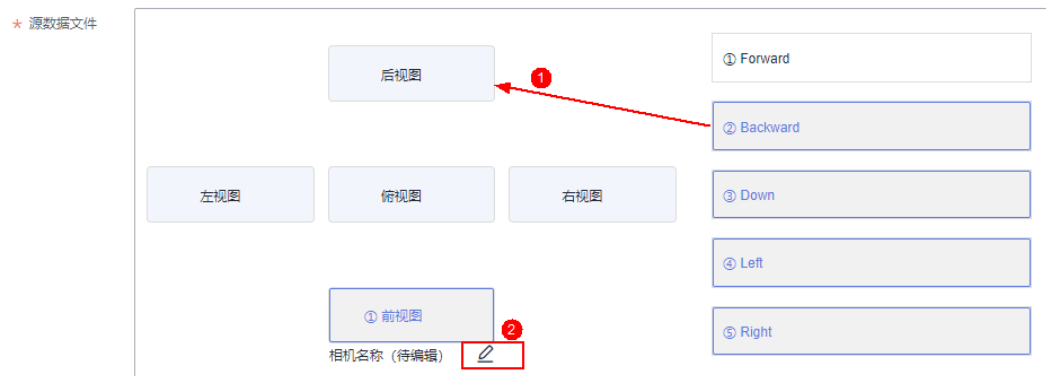 * 源数据文件
后视图
1
① Forward
② Backward
左视图
俯视图
右视图
③ Down
④ Left
① 前视图
2
相机名称（待编辑）
⑤ Right